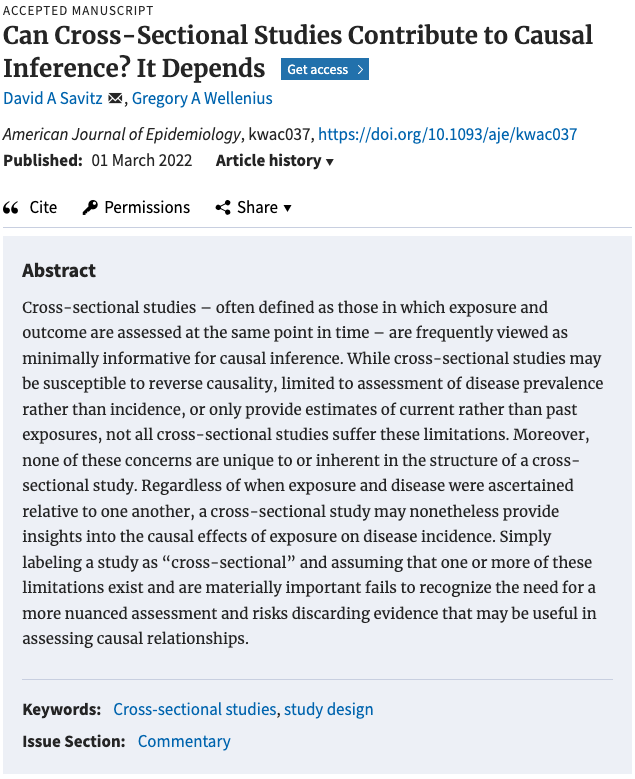 ACCEPTED MANUSCRIPT
Can Cross-Sectional Studies Contribute to Causal
Inference? It Depends Get access >
David A Savitz, Gregory A Wellenius
American Journal of Epidemiology, kwac037, https://doi.org/10.1093/aje/kwac037
Published: 01 March 2022 Article history ▼
Cite Permissions Share ▼
Abstract
Cross-sectional studies – often defined as those in which exposure and
outcome are assessed at the same point in time – are frequently viewed as
minimally informative for causal inference. While cross-sectional studies may
be susceptible to reverse causality, limited to assessment of disease prevalence
rather than incidence, or only provide estimates of current rather than past
exposures, not all cross-sectional studies suffer these limitations. Moreover,
none of these concerns are unique to or inherent in the structure of a cross-
sectional study. Regardless of when exposure and disease were ascertained
relative to one another, a cross-sectional study may nonetheless provide
insights into the causal effects of exposure on disease incidence. Simply
labeling a study as “cross-sectional” and assuming that one or more of these
limitations exist and are materially important fails to recognize the need for a
more nuanced assessment and risks discarding evidence that may be useful in
assessing causal relationships.
Keywords: Cross-sectional studies, study design
Issue Section: Commentary